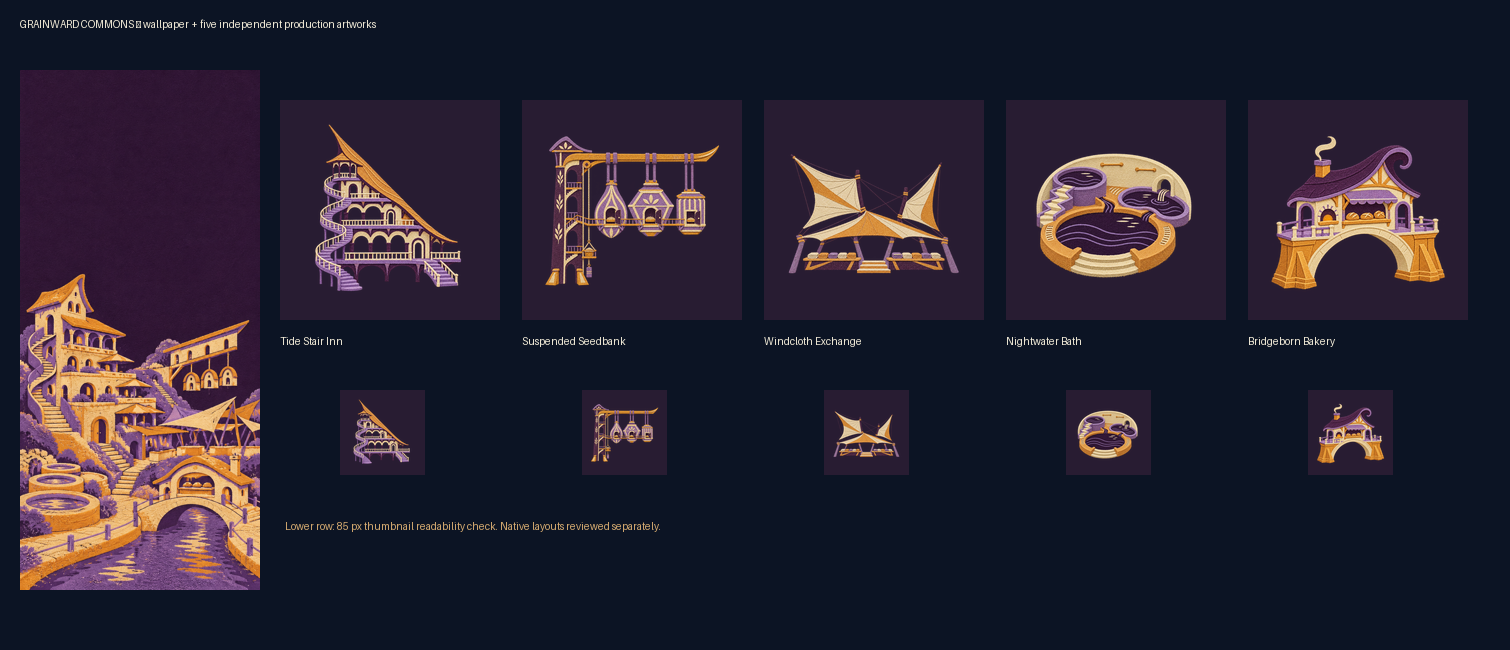 GRAINWARD COMMONS▯wallpaper + five independent production artworks
Tide Stair Inn
Suspended Seedbank
Windcloth Exchange
Nightwater Bath
Bridgeborn Bakery
Lower row: 85 px thumbnail readability check. Native layouts reviewed separately.